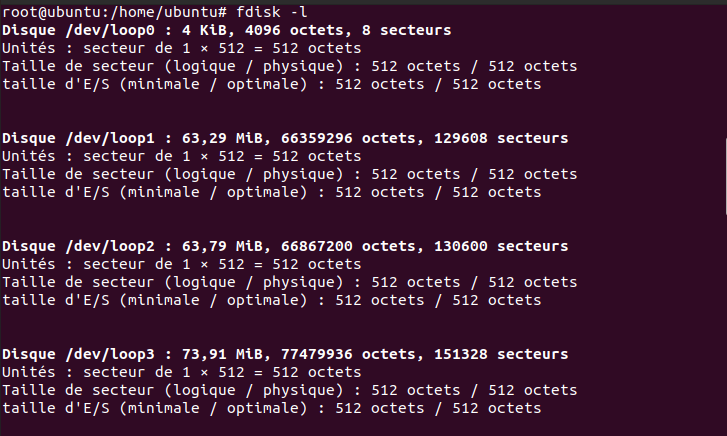 root@ubuntu:/home/ubuntu# fdisk -l
Disque /dev/loop0 : 4 KiB, 4096 octets, 8 secteurs
Unités : secteur de 1 × 512 = 512 octets
Taille de secteur (logique / physique) : 512 octets / 512 octets
taille d'E/S (minimale / optimale) : 512 octets / 512 octets
Disque /dev/loop1 : 63,29 MiB, 66359296 octets, 129608 secteurs
Unités : secteur de 1 × 512 = 512 octets
Taille de secteur (logique / physique) : 512 octets / 512 octets
taille d'E/S (minimale / optimale) : 512 octets / 512 octets
Disque /dev/loop2 : 63,79 MiB, 66867200 octets, 130600 secteurs
Unités : secteur de 1 × 512 = 512 octets
Taille de secteur (logique / physique) : 512 octets / 512 octets
taille d'E/S (minimale / optimale) : 512 octets / 512 octets
Disque /dev/loop3 : 73,91 MiB, 77479936 octets, 151328 secteurs
Unités : secteur de 1 × 512 = 512 octets
Taille de secteur (logique / physique) : 512 octets / 512 octets
taille d'E/S (minimale / optimale) : 512 octets / 512 octets